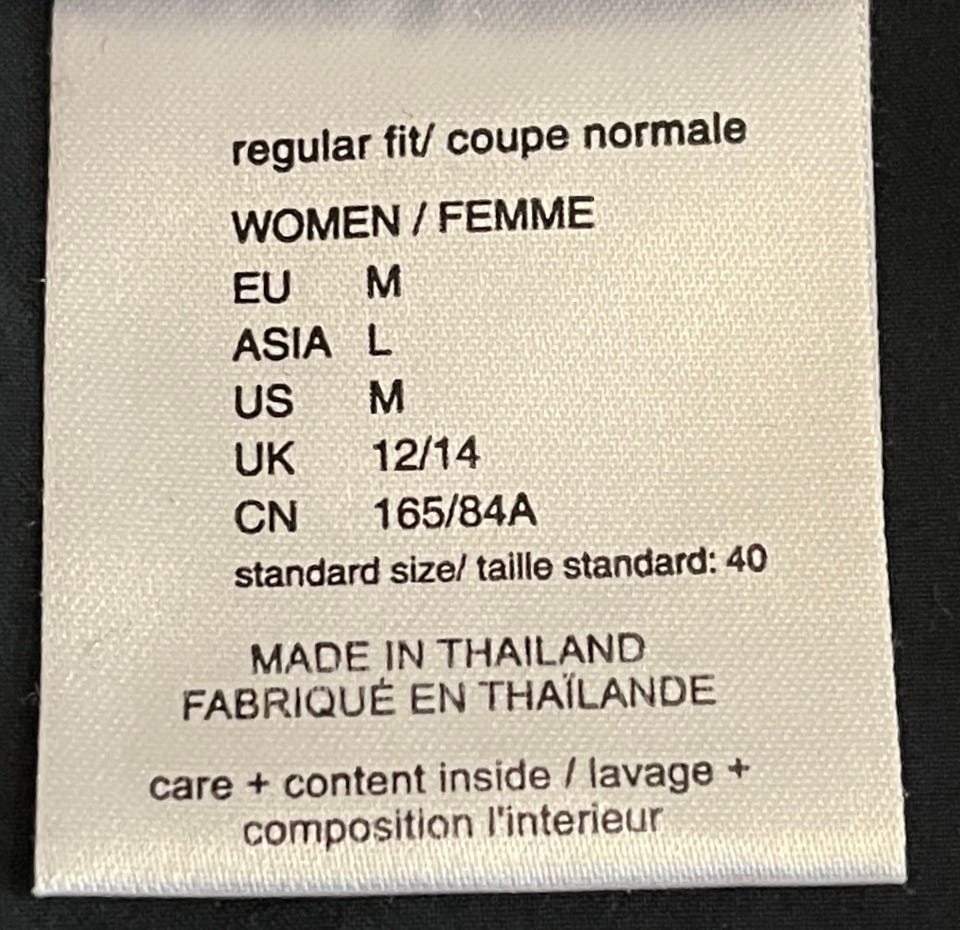 regular fit/ coupe normale
WOMEN / FEMME
EU M
ASIA L
US M
UK 12/14
CN 165/84A
standard size/ taille standard: 40
MADE IN THAILAND
FABRIQUÉ EN THAÏLANDE
care + content inside / lavage +
composition l'interieur